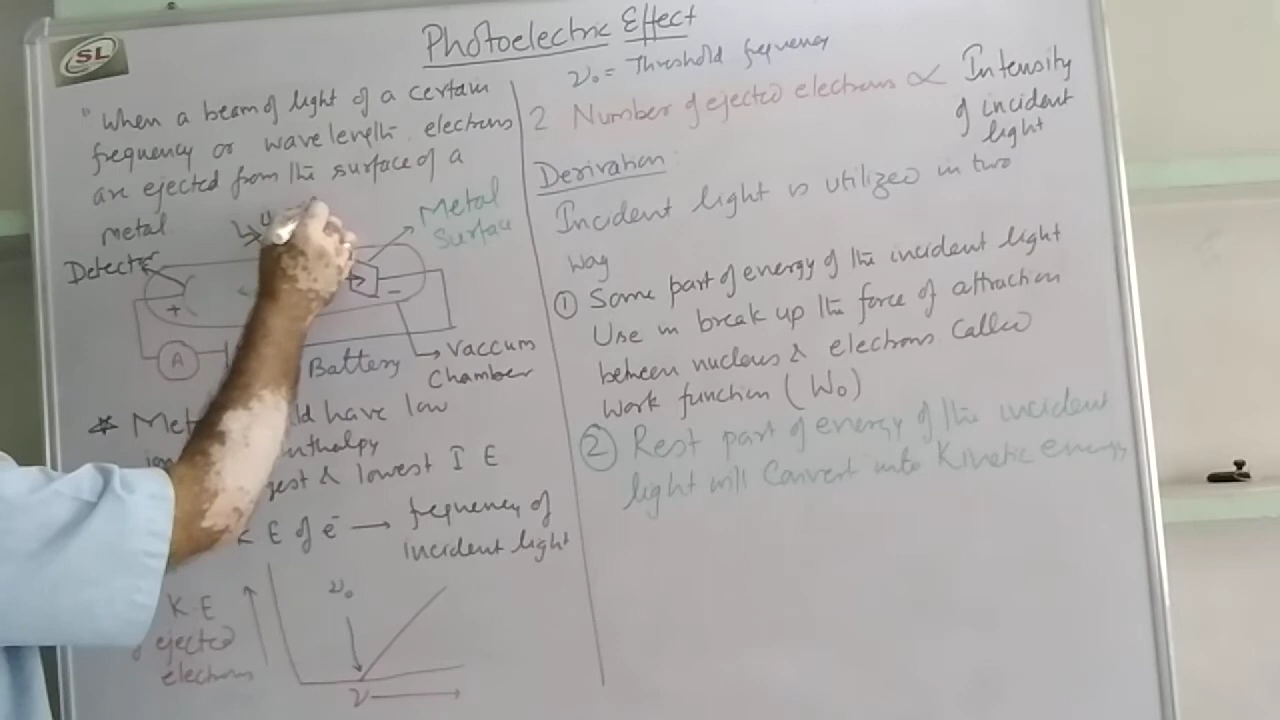 SL
Photoelectric Effect
"When a beam of light of a certain
frequency or wavelength electrons
are ejected from the surface of a
metal
Metal
Surface
Detector
+
−
A
Battery
Vaccum
Chamber
* Met ld have low
nthalpy
gest & lowest I E
K E of e⁻ → frequency of
incident light
K.E
ejected
electrons
ν₀
ν
ν₀ = Threshold frequency
2 Number of ejected electrons ∝ Intensity
of incident
light
Derivation:
Incident light is utilized in two
Way
① Some part of energy of the incident light
Use in break up the force of attraction
between nucleus & electrons Called
Work function (W₀)
② Rest part of energy of the incident
light will Convert into Kinetic energy